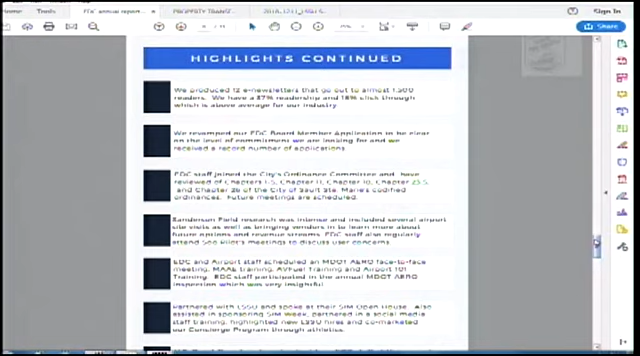 Home Tools EDC annual report... PROPERTY TRANSF... Sign In
Share
HIGHLIGHTS CONTINUED
We produced 12 e-newsletters that go out to almost 1,500
readers. We have a 37% readership and 18% click through
which is above average for our industry
We revamped our EDC Board Member Application to be clear
on the level of commitment we are looking for and we
received a record number of applications.
EDC staff joined the City's Ordinance Committee and have
reviewed of Chapters 1-5, Chapter 11, Chapter 10, Chapter 23.5
and Chapter 26 of the City of Sault Ste. Marie's codified
ordinances. Future meetings are scheduled.
Sanderson Field research was intense and included several airport
site visits as well as bringing vendors in to learn more about
future options and revenue streams. EDC staff also regularly
attend Soo Pilot's meetings to discuss user concerns.
EDC and Airport staff scheduled an MDOT AERO face-to-face
meeting, MAAE training, AVFuel Training and Airport 101
Training. EDC staff participated in the annual MDOT AERO
inspection which was very insightful.
Partnered with LSSU and spoke at their SIM Open House. Also
assisted in sponsoring SIM Week, partnered in a social media
staff training, highlighted new LSSU hires and co-marketed
our Concierge Program through athletics.